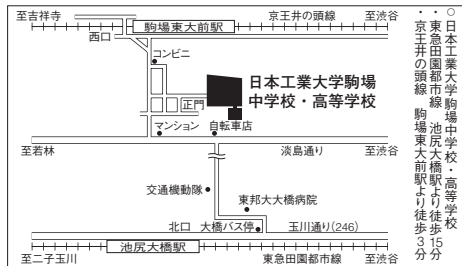 至吉祥寺
京王井の頭線
至渋谷
駒場東大前駅
西口
コンビニ
日本工業大学駒場
中学校・高等学校
正門
マンション
自転車店
至若林
淡島通り
至渋谷
交通機動隊
東邦大大橋病院
北口
大橋バス停
玉川通り(246)
池尻大橋駅
至二子玉川
東急田園都市線
至渋谷
○日本工業大学駒場中学校・高等学校
・東急田園都市線 池尻大橋駅より徒歩15分
・京王井の頭線 駒場東大前駅より徒歩3分